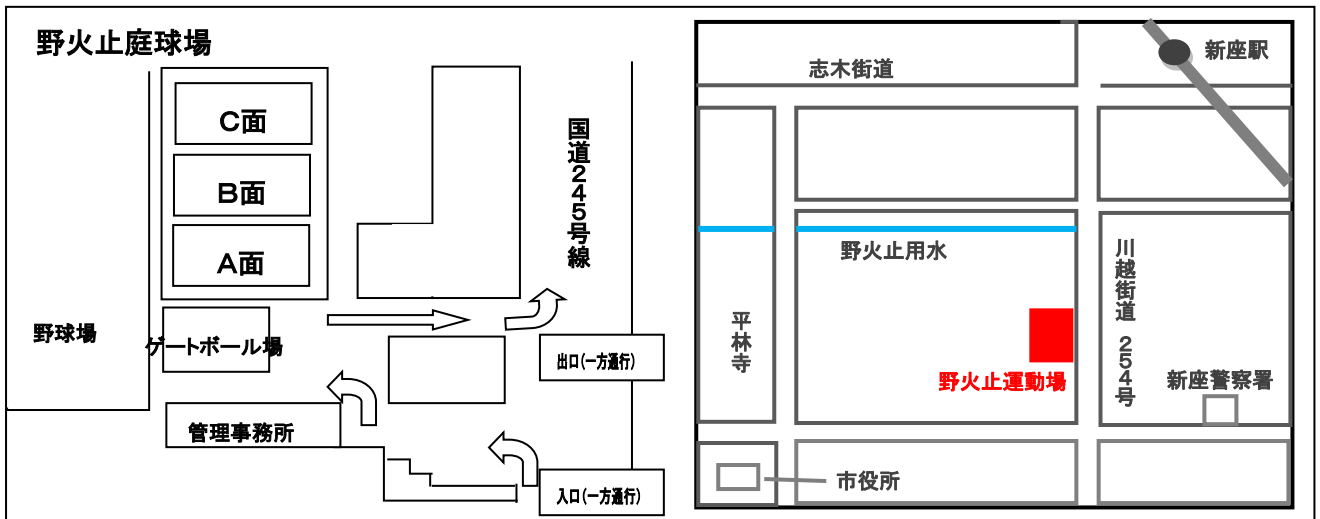 野火止庭球場
C面
B面
A面
国道245号線
野球場
ゲートボール場
出口(一方通行)
管理事務所
入口(一方通行)
新座駅
志木街道
野火止用水
川越街道 254号
平林寺
野火止運動場
新座警察署
市役所